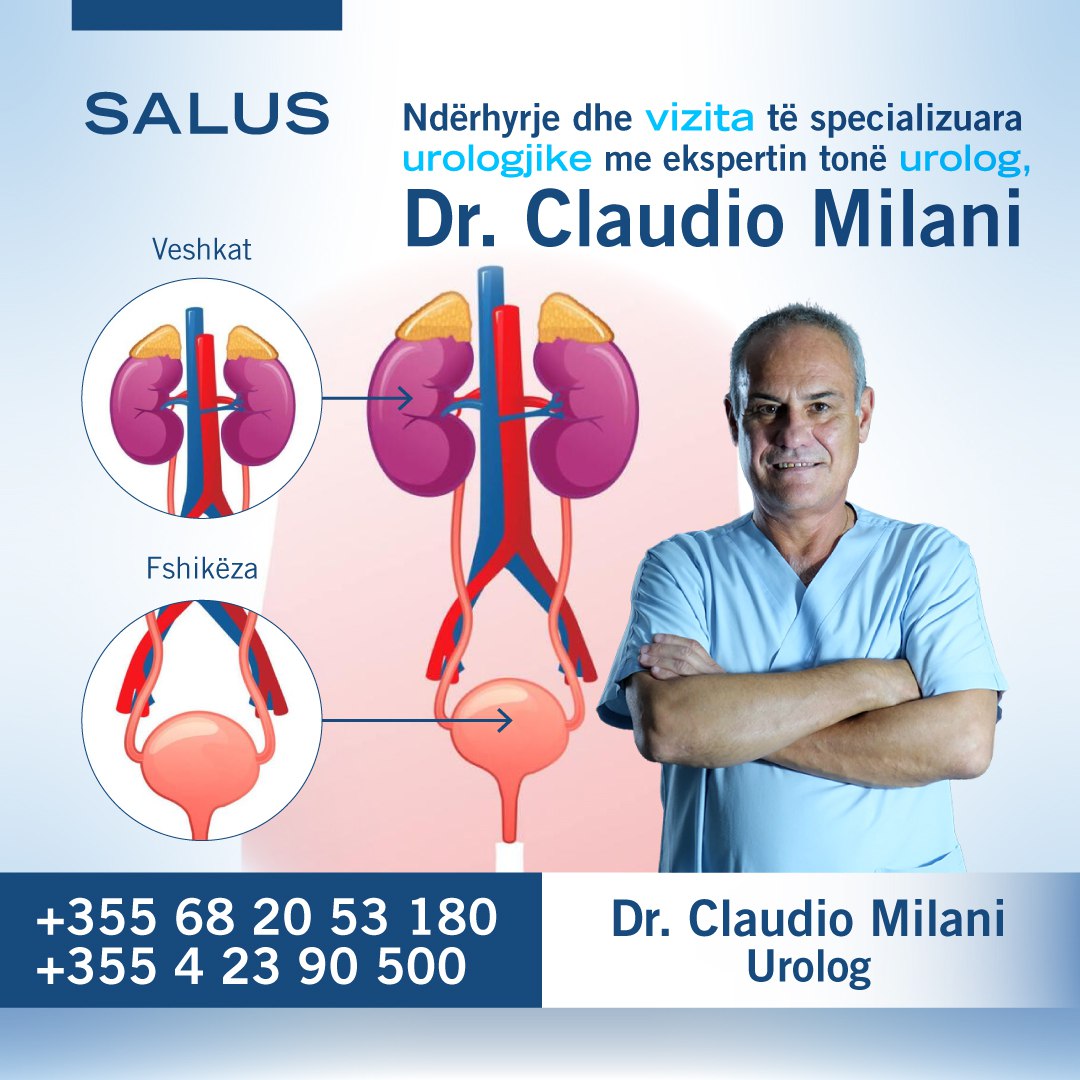 SALUS
Ndërhyrje dhe vizita të specializuara
urologjike me ekspertin tonë urolog,
Dr. Claudio Milani
Veshkat
Fshikëza
+355 68 20 53 180
+355 4 23 90 500
Dr. Claudio Milani
Urolog